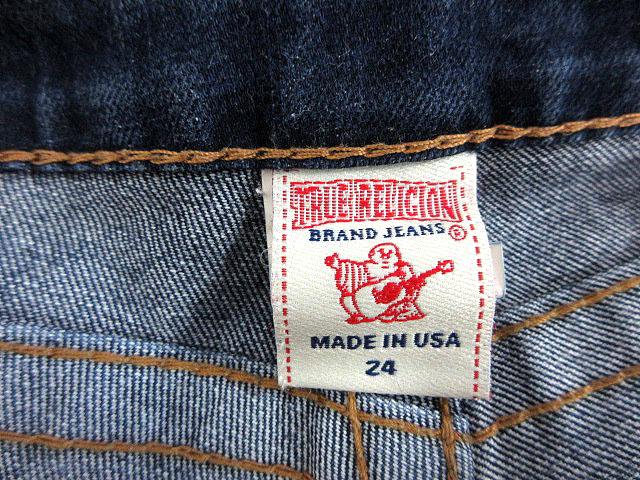 TRUE RELIGION
BRAND JEANS ®
MADE IN USA
24